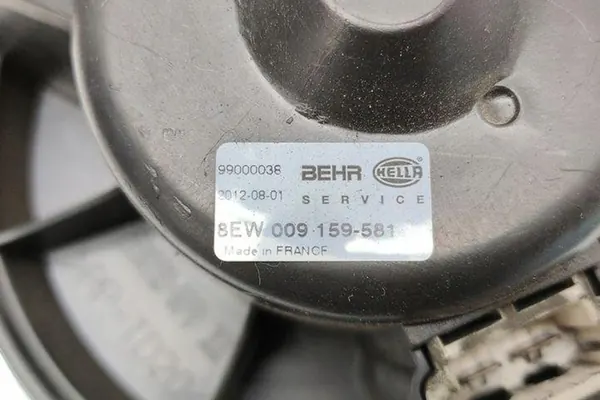 99000036 BEHR HELLA
2012-08-01 SERVICE
8EW 009 159-581
Made in FRANCE